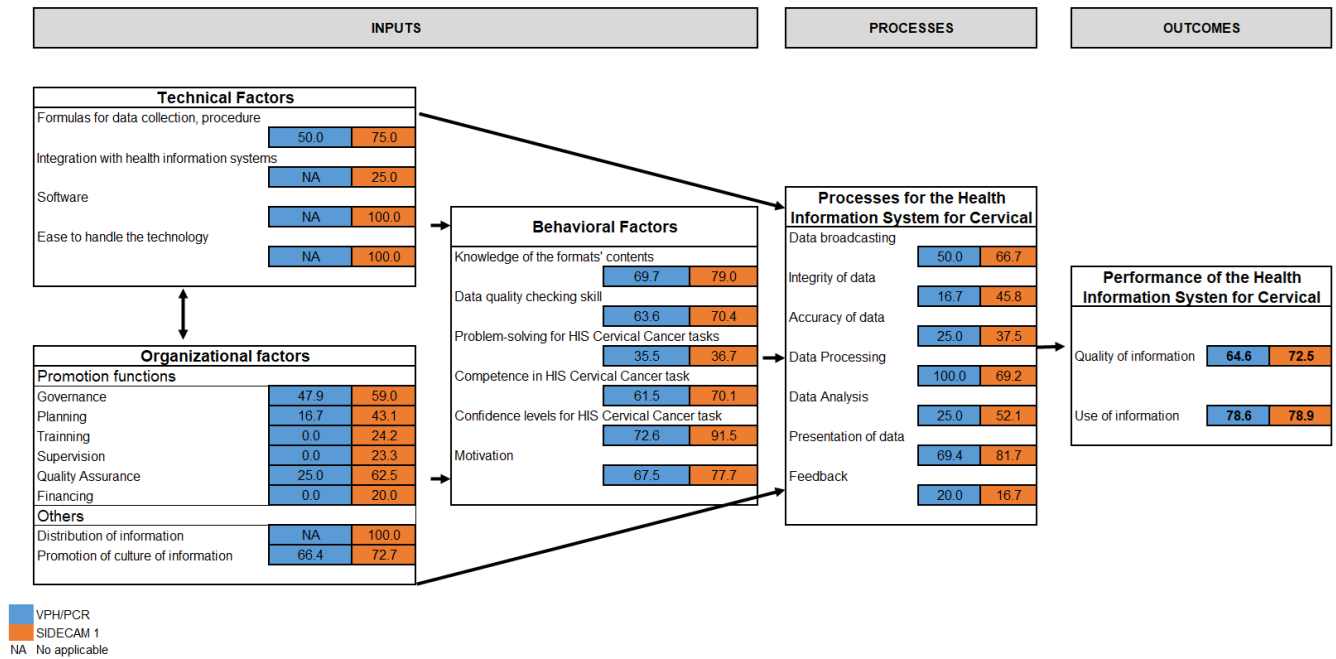 INPUTS
PROCESSES
OUTCOMES
Technical Factors
Formulas for data collection, procedure
50.0 75.0
Integration with health information systems
NA 25.0
Software
NA 100.0
Ease to handle the technology
NA 100.0
Organizational factors
Promotion functions
Governance 47.9 59.0
Planning 16.7 43.1
Trainning 0.0 24.2
Supervision 0.0 23.3
Quality Assurance 25.0 62.5
Financing 0.0 20.0
Others
Distribution of information NA 100.0
Promotion of culture of information 66.4 72.7
Behavioral Factors
Knowledge of the formats' contents
69.7 79.0
Data quality checking skill
63.6 70.4
Problem-solving for HIS Cervical Cancer tasks
35.5 36.7
Competence in HIS Cervical Cancer task
61.5 70.1
Confidence levels for HIS Cervical Cancer task
72.6 91.5
Motivation
67.5 77.7
Processes for the Health
Information System for Cervical
Data broadcasting
50.0 66.7
Integrity of data
16.7 45.8
Accuracy of data
25.0 37.5
Data Processing
100.0 69.2
Data Analysis
25.0 52.1
Presentation of data
69.4 81.7
Feedback
20.0 16.7
Performance of the Health
Information Systen for Cervical
Quality of information 64.6 72.5
Use of information 78.6 78.9
VPH/PCR
SIDECAM 1
NA No applicable